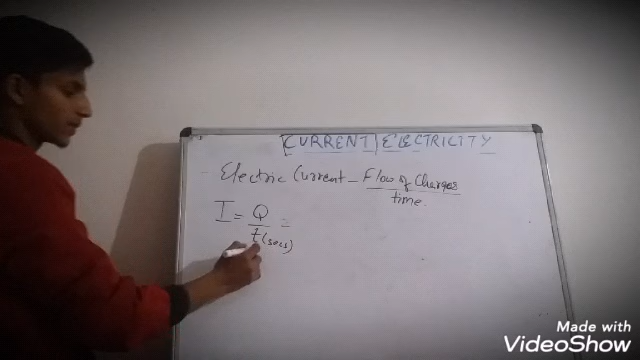 CURRENT ELECTRICITY
Electric Current - Flow of Charges
time.
I = Q =
t (secs)
Made with
VideoShow